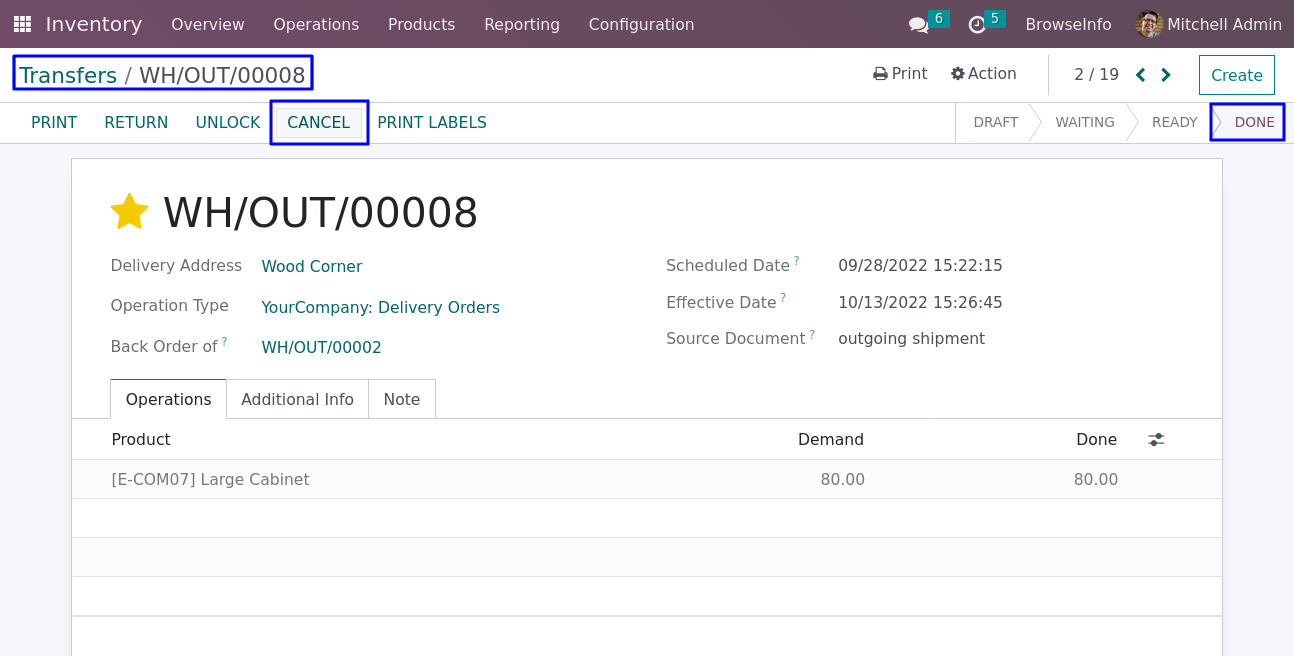 Inventory Overview Operations Products Reporting Configuration 6 5 BrowseInfo Mitchell Admin
Transfers / WH/OUT/00008 Print Action 2 / 19 Create
PRINT RETURN UNLOCK CANCEL PRINT LABELS DRAFT WAITING READY DONE
WH/OUT/00008
Delivery Address Wood Corner Scheduled Date ? 09/28/2022 15:22:15
Operation Type YourCompany: Delivery Orders Effective Date ? 10/13/2022 15:26:45
Back Order of ? WH/OUT/00002 Source Document ? outgoing shipment
Operations Additional Info Note
Product Demand Done
[E-COM07] Large Cabinet 80.00 80.00